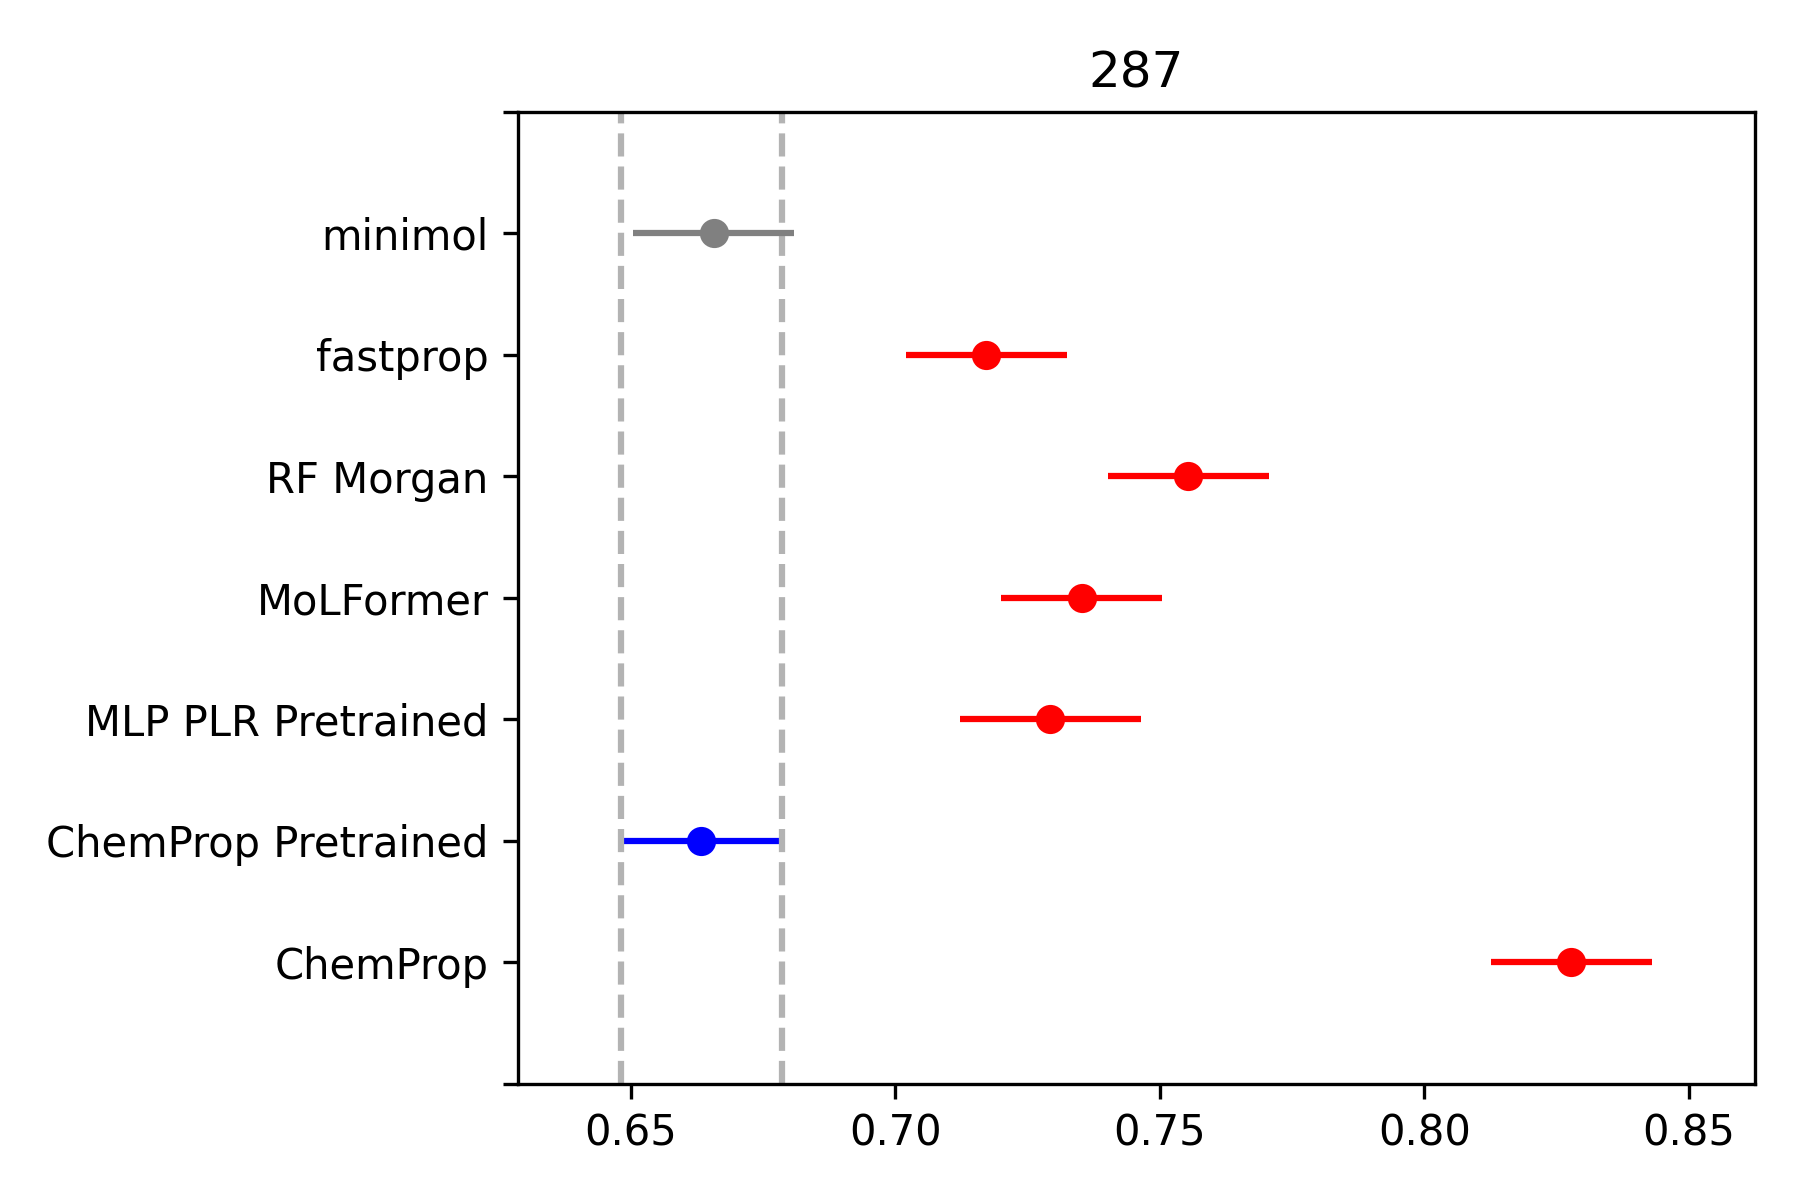 287
minimol
fastprop
RF Morgan
MoLFormer
MLP PLR Pretrained
ChemProp Pretrained
ChemProp
0.65 0.70 0.75 0.80 0.85